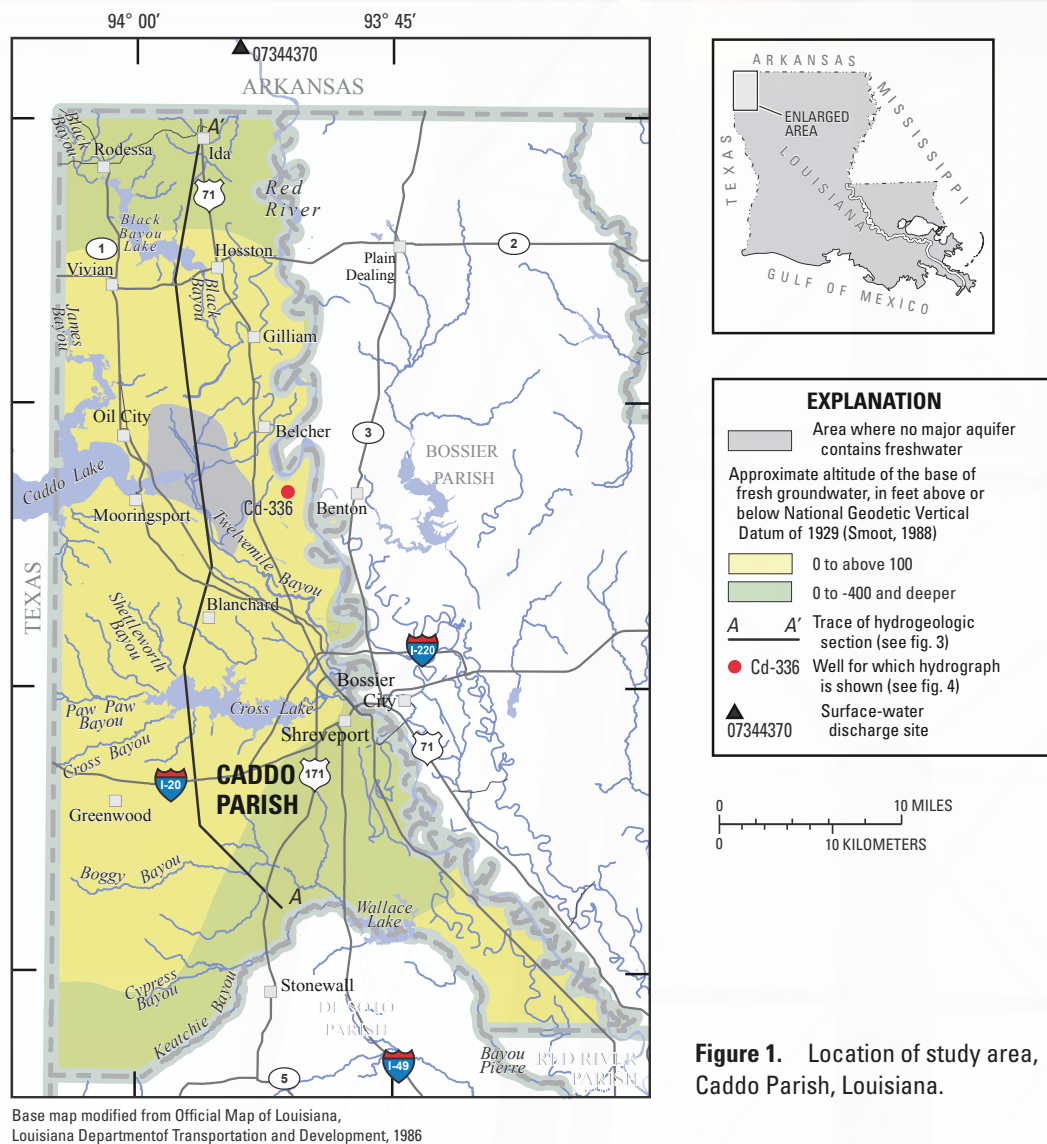 94° 00'
93° 45'
07344370
ARKANSAS
Black
Bayou
Rodessa
A'
Ida
71
Red
River
Black
Bayou
Lake
1
Hosston
2
Plain
Dealing
Vivian
Black
Bayou
James
Bayou
Gilliam
Oil City
Belcher
3
BOSSIER
PARISH
Caddo Lake
Mooringsport
Cd-336
Benton
Twelvemile Bayou
TEXAS
Shettleworth
Bayou
Blanchard
I-220
Bossier
City
Paw Paw
Bayou
Cross Lake
Shreveport
Cross Bayou
71
I-20
CADDO
PARISH
171
Greenwood
Boggy Bayou
A
Wallace
Lake
Cypress
Bayou
Keatchie Bayou
Stonewall
DE SOTO
PARISH
Bayou
Pierre
RED RIVER
PARISH
I-49
5
Base map modified from Official Map of Louisiana,
Louisiana Departmentof Transportation and Development, 1986
ARKANSAS
MISSISSIPPI
ENLARGED
AREA
TEXAS
LOUISIANA
GULF OF MEXICO
EXPLANATION
Area where no major aquifer
contains freshwater
Approximate altitude of the base of
fresh groundwater, in feet above or
below National Geodetic Vertical
Datum of 1929 (Smoot, 1988)
0 to above 100
0 to -400 and deeper
A A' Trace of hydrogeologic
section (see fig. 3)
Cd-336 Well for which hydrograph
is shown (see fig. 4)
07344370 Surface-water
discharge site
0 10 MILES
0 10 KILOMETERS
Figure 1. Location of study area,
Caddo Parish, Louisiana.